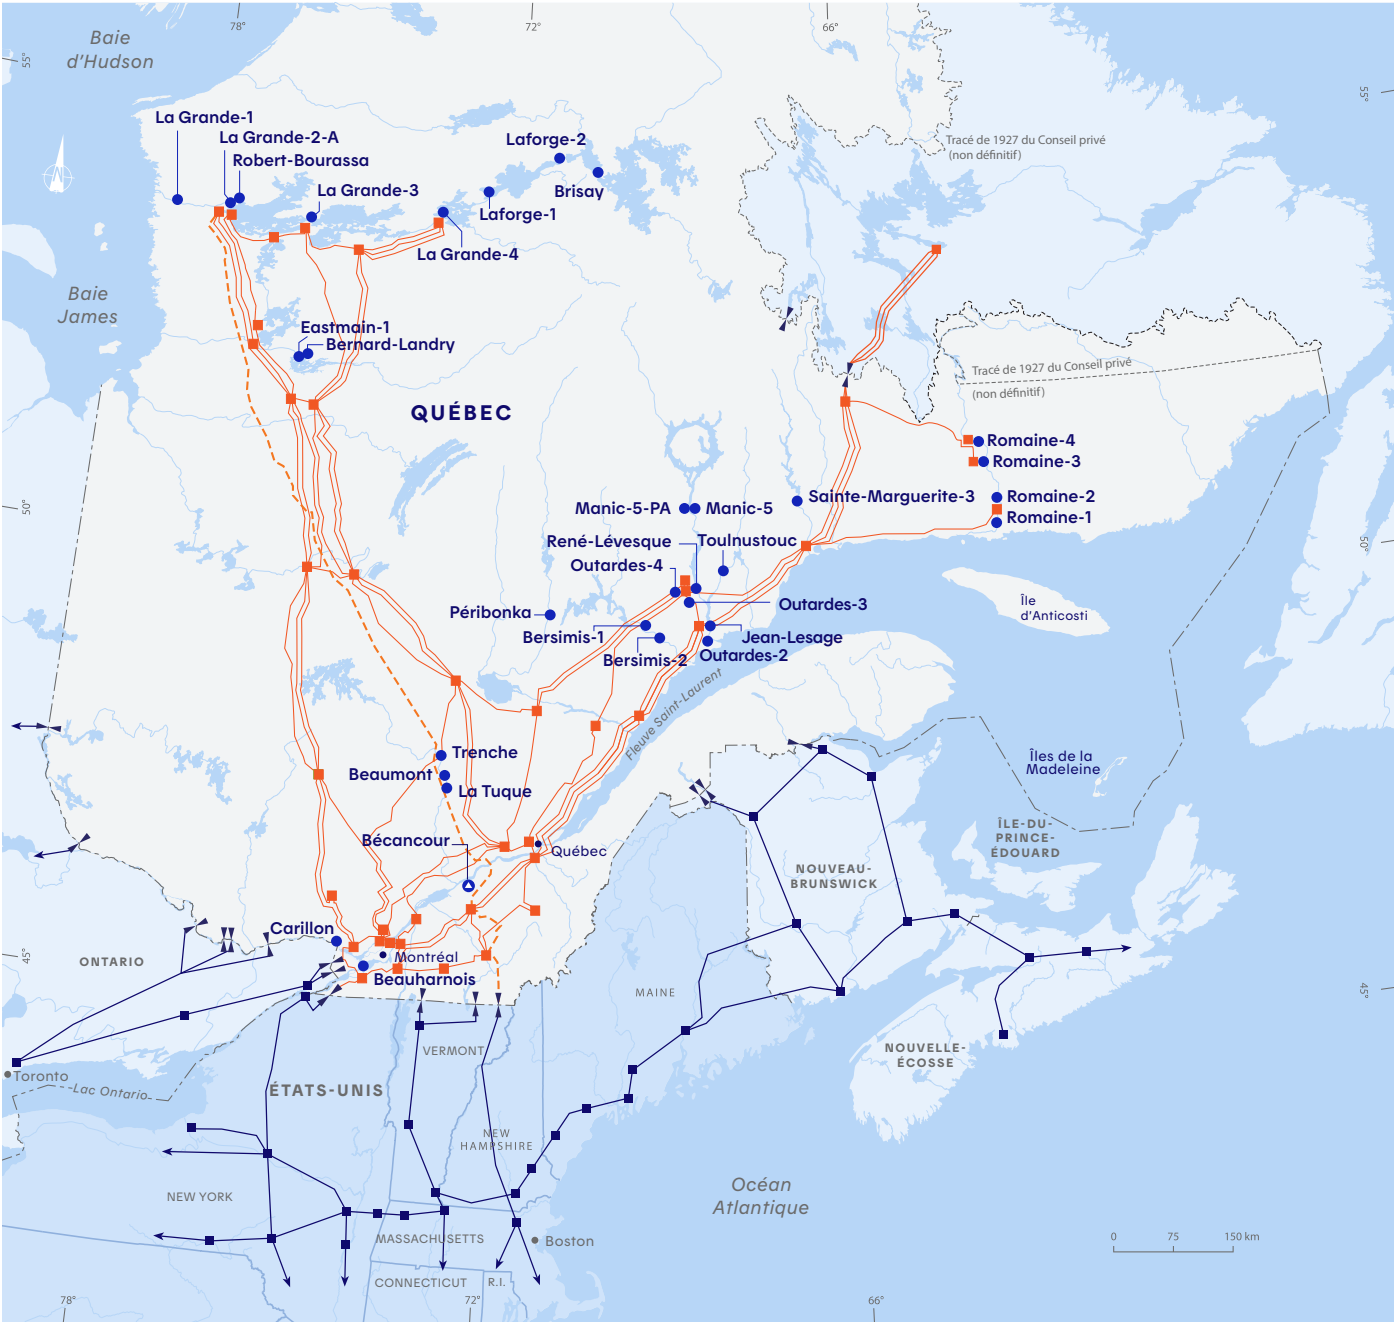 78°
72°
66°
Baie
d'Hudson
55°
55°
La Grande-1
La Grande-2-A
Robert-Bourassa
La Grande-3
Laforge-2
Brisay
Laforge-1
La Grande-4
Tracé de 1927 du Conseil privé
(non définitif)
Baie
James
Eastmain-1
Bernard-Landry
QUÉBEC
Tracé de 1927 du Conseil privé
(non définitif)
Romaine-4
Romaine-3
Romaine-2
Romaine-1
Sainte-Marguerite-3
Manic-5-PA
Manic-5
50°
50°
René-Lévesque
Toulnustouc
Outardes-4
Outardes-3
Péribonka
Bersimis-1
Jean-Lesage
Bersimis-2
Outardes-2
Île
d'Anticosti
Fleuve Saint-Laurent
Trenche
Beaumont
La Tuque
Îles de la
Madeleine
Bécancour
Québec
ÎLE-DU-
PRINCE-
ÉDOUARD
NOUVEAU-
BRUNSWICK
Carillon
45°
ONTARIO
Montréal
Beauharnois
MAINE
45°
VERMONT
NOUVELLE-
ÉCOSSE
Toronto
Lac Ontario
ÉTATS-UNIS
NEW
HAMPSHIRE
NEW YORK
Océan
Atlantique
MASSACHUSETTS
Boston
0
75
150 km
CONNECTICUT
R.I.
78°
72°
66°